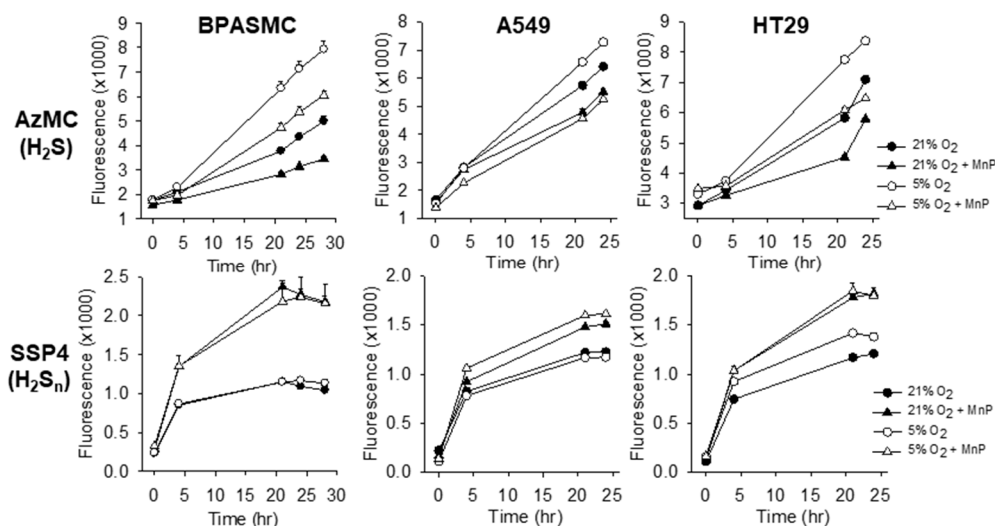 BPASMC
A549
HT29
AzMC
(H₂S)
Fluorescence (x1000)
9
8
7
6
5
4
3
2
1
0 5 10 15 20 25 30
Time (hr)
Fluorescence (x1000)
8
7
6
5
4
3
2
1
0 5 10 15 20 25
Time (hr)
Fluorescence (x1000)
9
8
7
6
5
4
3
0 5 10 15 20 25
Time (hr)
21% O₂
21% O₂ + MnP
5% O₂
5% O₂ + MnP
SSP4
(H₂Sₙ)
Fluorescence (x1000)
2.5
2.0
1.5
1.0
0.5
0.0
0 5 10 15 20 25 30
Time (hr)
Fluorescence (x1000)
2.0
1.5
1.0
0.5
0.0
0 5 10 15 20 25
Time (hr)
Fluorescence (x1000)
2.0
1.5
1.0
0.5
0.0
0 5 10 15 20 25
Time (hr)
21% O₂
21% O₂ + MnP
5% O₂
5% O₂ + MnP